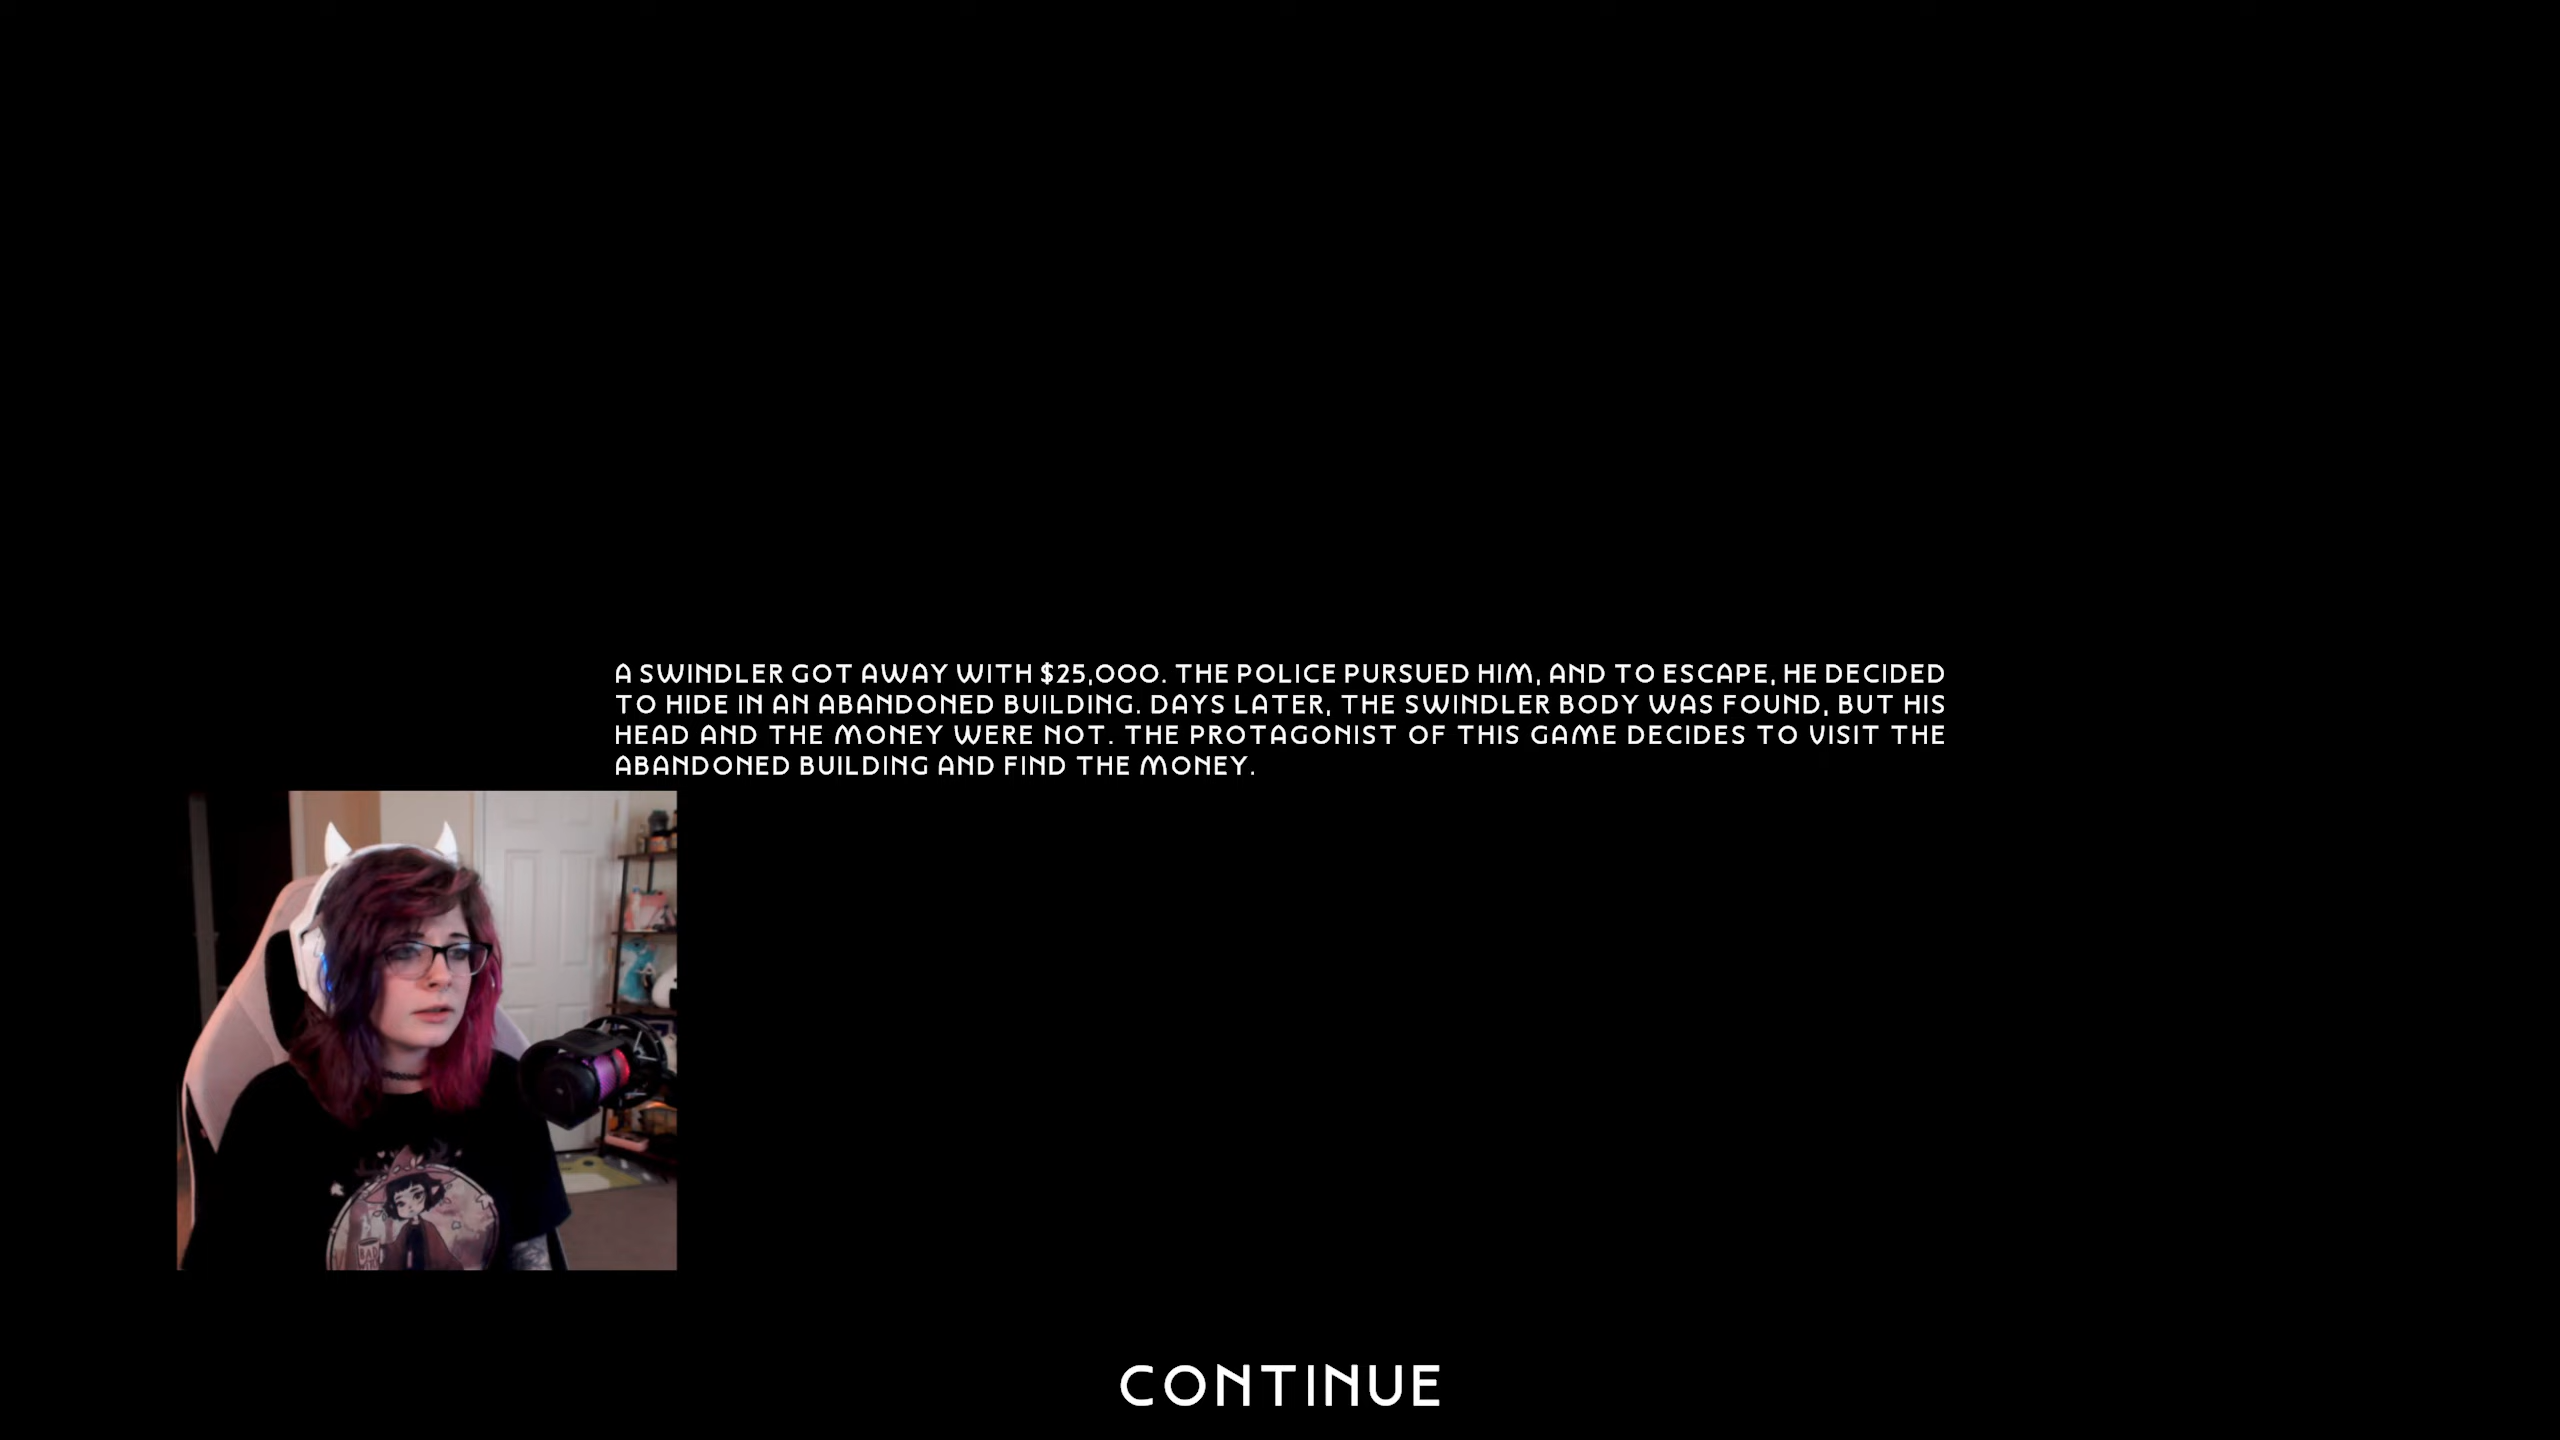 A SWINDLER GOT AWAY WITH $25,000. THE POLICE PURSUED HIM, AND TO ESCAPE, HE DECIDED
TO HIDE IN AN ABANDONED BUILDING. DAYS LATER, THE SWINDLER BODY WAS FOUND, BUT HIS
HEAD AND THE MONEY WERE NOT. THE PROTAGONIST OF THIS GAME DECIDES TO VISIT THE
ABANDONED BUILDING AND FIND THE MONEY.
BAD
CONTINUE